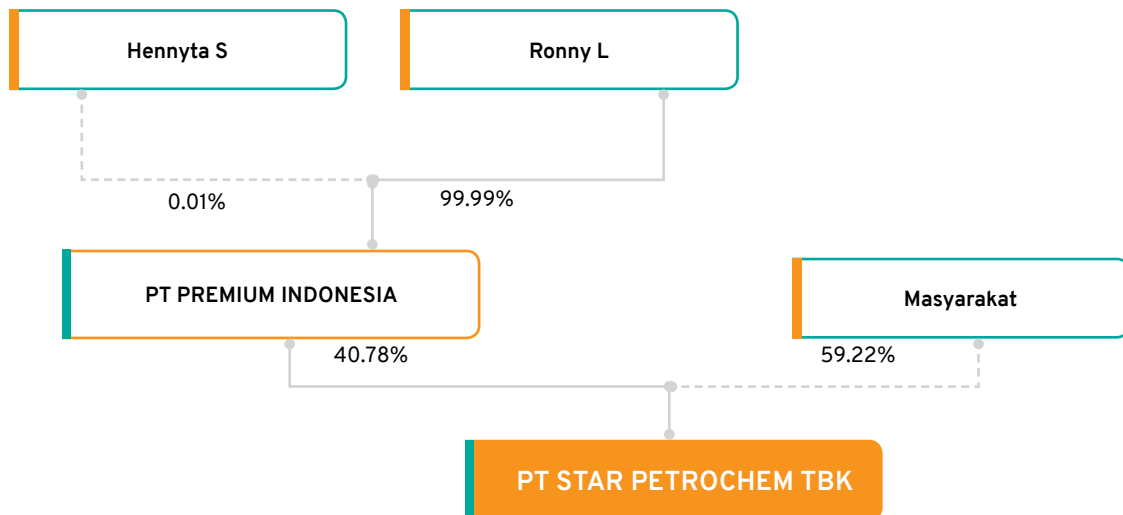 Hennyta S
Ronny L
0.01%
99.99%
PT PREMIUM INDONESIA
Masyarakat
40.78%
59.22%
PT STAR PETROCHEM TBK